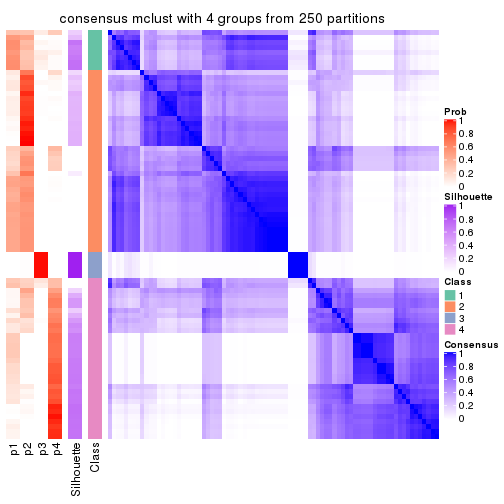 consensus mclust with 4 groups from 250 partitions
Prob
1
0.8
0.6
0.4
0.2
0
Silhouette
1
0.8
0.6
0.4
0.2
0
Class
1
2
3
4
Consensus
1
0.8
0.6
0.4
0.2
0
p1
p2
p3
p4
Silhouette
Class